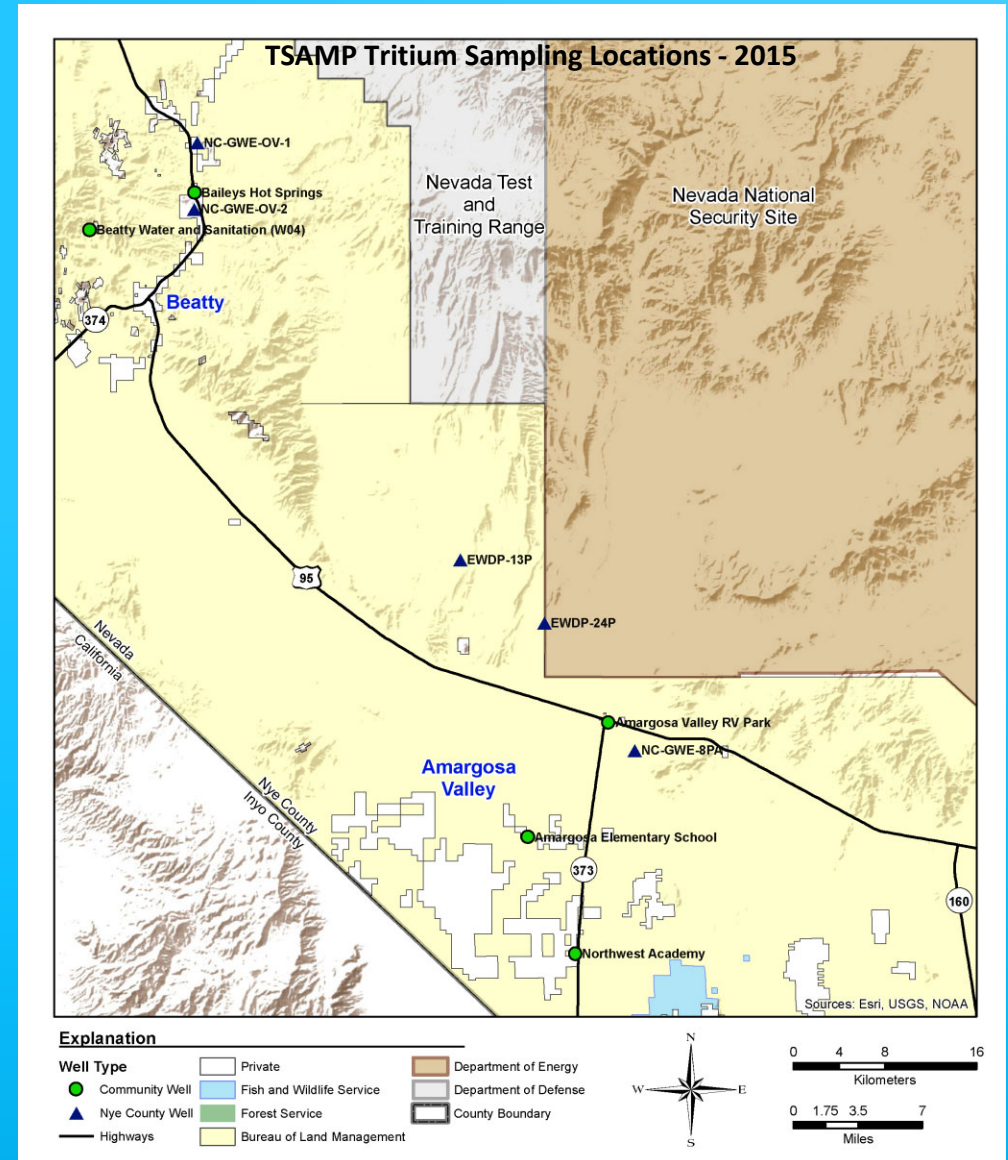 TSAMP Tritium Sampling Locations - 2015
NC-GWE-OV-1
Nevada Test
and
Training Range
Nevada National
Security Site
Baileys Hot Springs
NC-GWE-OV-2
Beatty Water and Sanitation (W04)
Beatty
374
EWDP-13P
95
EWDP-24P
Nevada
California
Amargosa Valley RV Park
NC-GWE-8PA
Amargosa
Valley
Nye County
Inyo County
Amargosa Elementary School
373
160
Northwest Academy
Sources: Esri, USGS, NOAA
Explanation
Well Type
Community Well
Nye County Well
Highways
Private
Fish and Wildlife Service
Forest Service
Bureau of Land Management
Department of Energy
Department of Defense
County Boundary
N
W
E
S
0 4 8 16
Kilometers
0 1.75 3.5 7
Miles